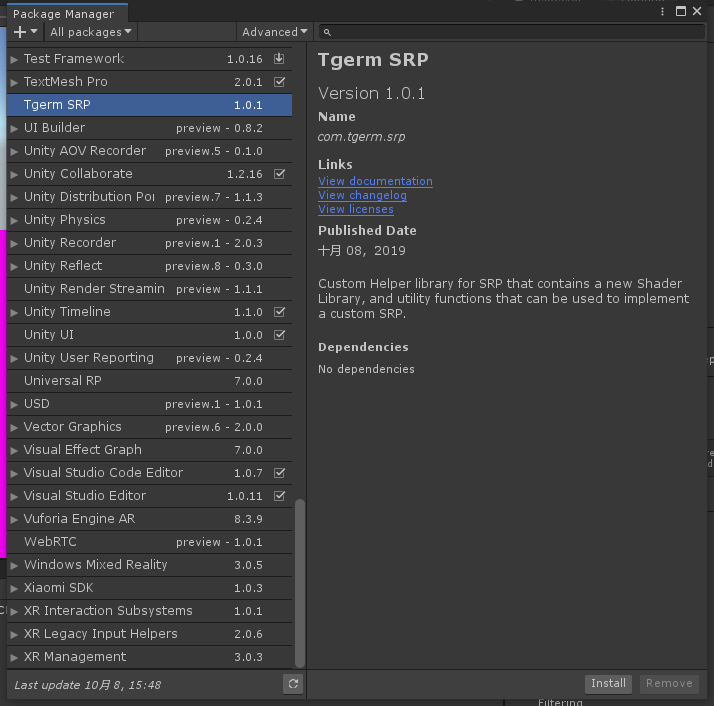 Package Manager
All packages
Advanced
Test Framework 1.0.16
TextMesh Pro 2.0.1
Tgerm SRP 1.0.1
UI Builder preview - 0.8.2
Unity AOV Recorder preview.5 - 0.1.0
Unity Collaborate 1.2.16
Unity Distribution Por preview.7 - 1.1.3
Unity Physics preview - 0.2.4
Unity Recorder preview.1 - 2.0.3
Unity Reflect preview.8 - 0.3.0
Unity Render Streamin preview - 1.1.1
Unity Timeline 1.1.0
Unity UI 1.0.0
Unity User Reporting preview - 0.2.4
Universal RP 7.0.0
USD preview.1 - 1.0.1
Vector Graphics preview.6 - 2.0.0
Visual Effect Graph 7.0.0
Visual Studio Code Editor 1.0.7
Visual Studio Editor 1.0.11
Vuforia Engine AR 8.3.9
WebRTC preview - 1.0.1
Windows Mixed Reality 3.0.5
Xiaomi SDK 1.0.3
XR Interaction Subsystems 1.0.1
XR Legacy Input Helpers 2.0.6
XR Management 3.0.3
Last update 10月 8, 15:48
Tgerm SRP
Version 1.0.1
Name
com.tgerm.srp
Links
View documentation
View changelog
View licenses
Published Date
十月 08, 2019
Custom Helper library for SRP that contains a new Shader
Library, and utility functions that can be used to implement
a custom SRP.
Dependencies
No dependencies
Install
Remove
Filtering